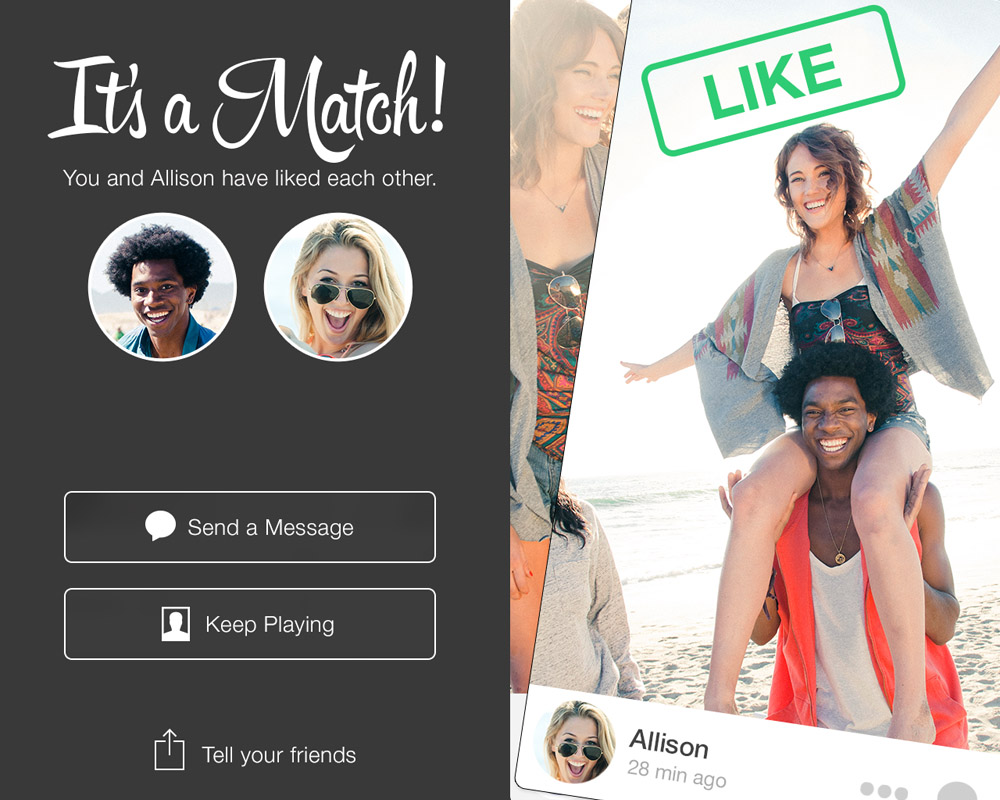 It's a Match!
You and Allison have liked each other.
Send a Message
Keep Playing
Tell your friends
LIKE
Allison
28 min ago